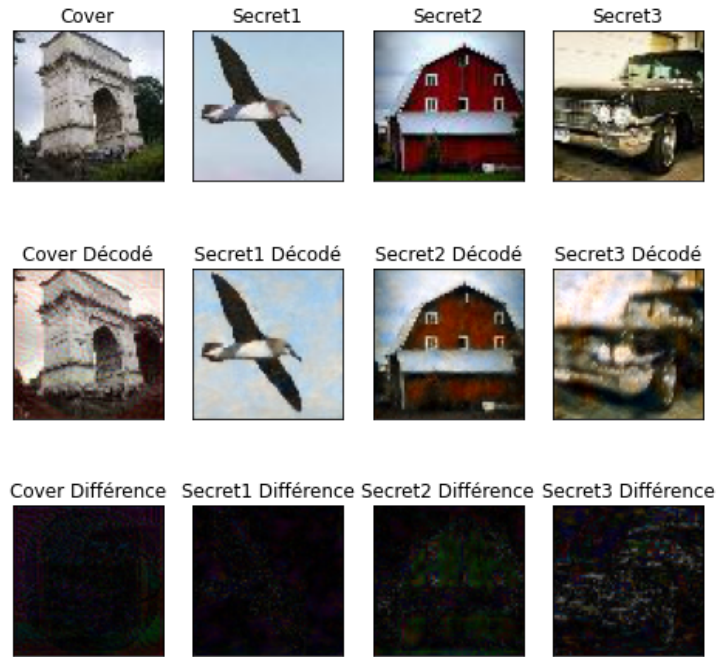 Cover Secret1 Secret2 Secret3
Cover Décodé Secret1 Décodé Secret2 Décodé Secret3 Décodé
Cover Différence Secret1 Différence Secret2 Différence Secret3 Différence